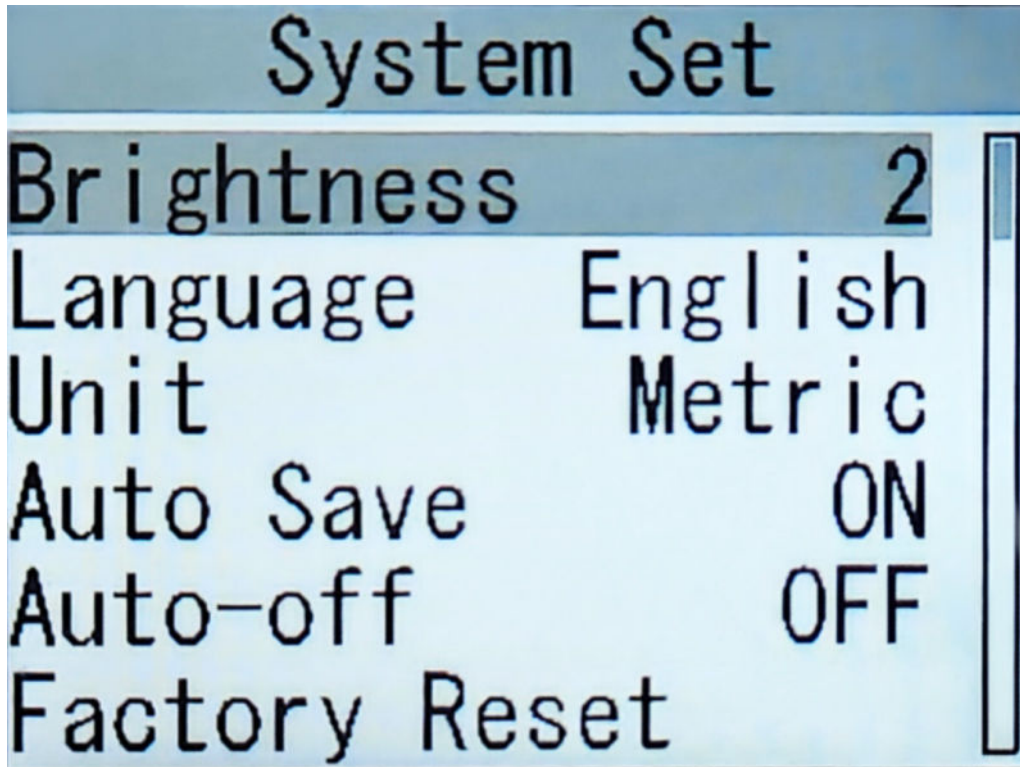 System Set
Brightness 2
Language English
Unit Metric
Auto Save ON
Auto-off OFF
Factory Reset